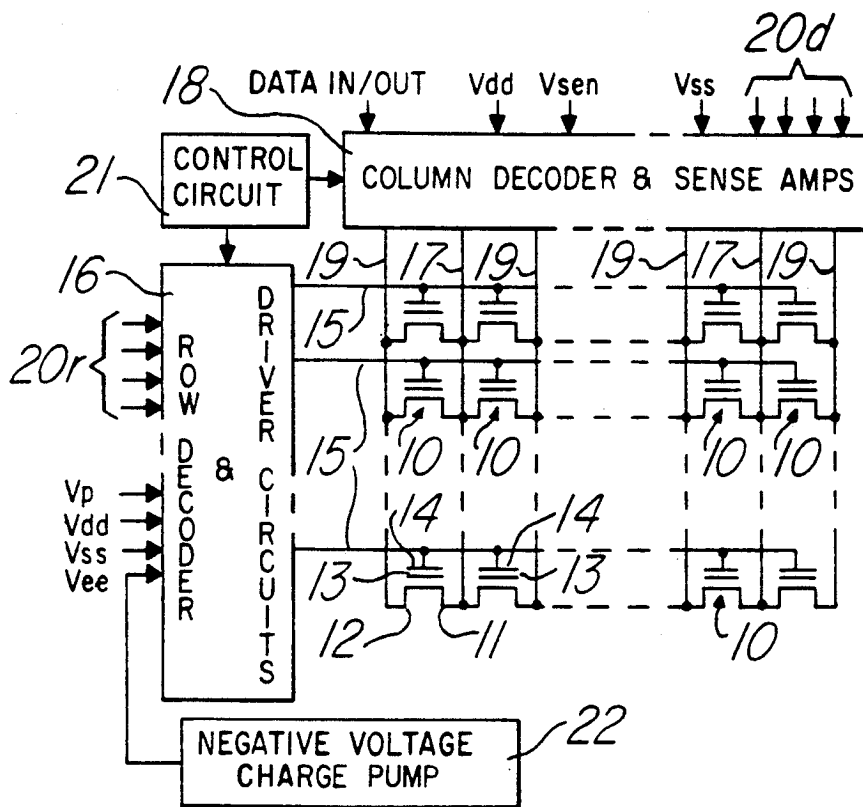 20d
18 DATA IN/OUT Vdd Vsen Vss
21 CONTROL CIRCUIT
COLUMN DECODER & SENSE AMPS
16 19 17 19 19 17 19
15
20r
ROW DECODER & DRIVER CIRCUITS
10 10 10 10
15
Vp
Vdd
Vss
Vee
14 14
13 13
12 11 10
NEGATIVE VOLTAGE CHARGE PUMP
22